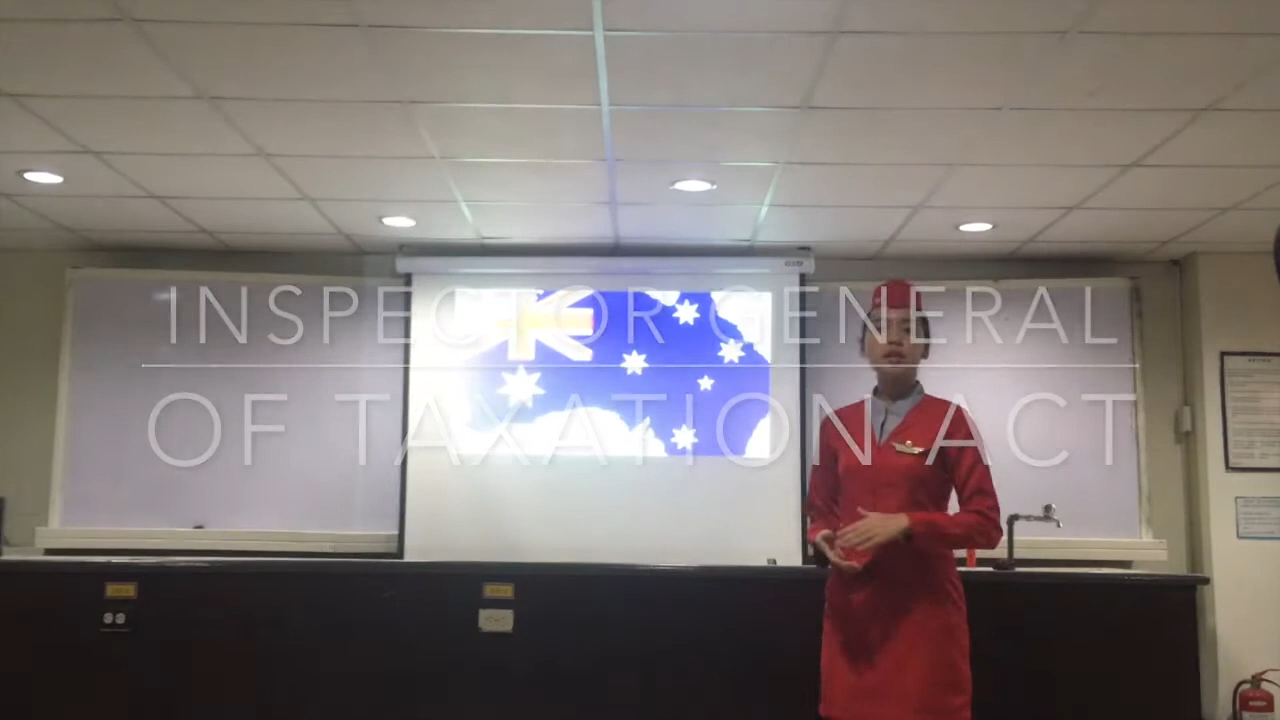 INSPECTOR GENERAL
OF TAXATION ACT